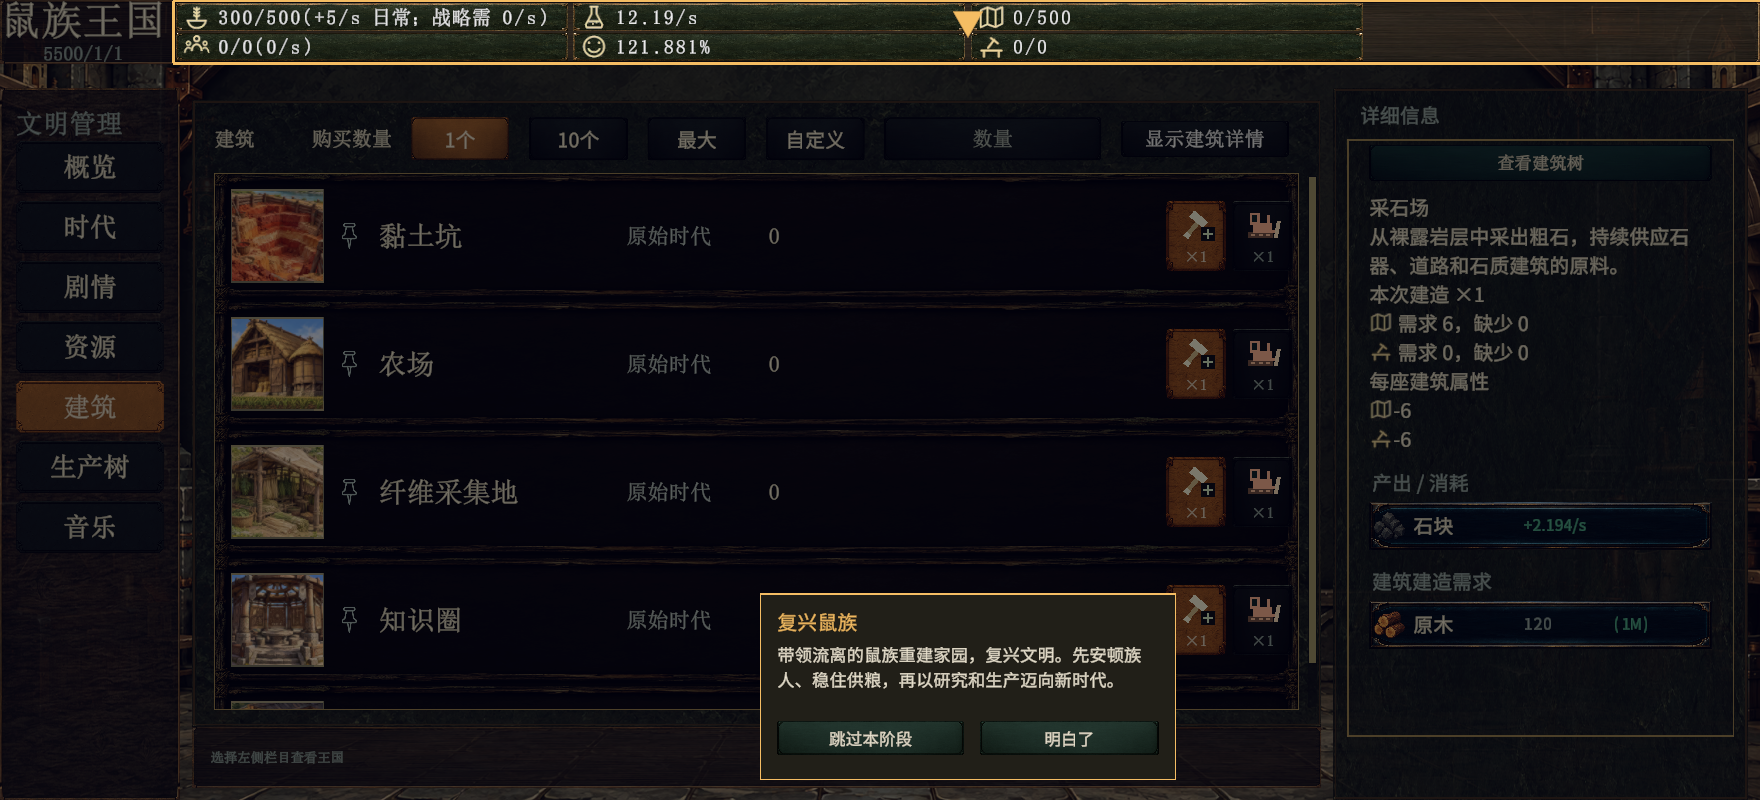 鼠族王国
5500/1/1
300/500(+5/s 日常; 战略需 0/s)
0/0(0/s)
12.19/s
121.881%
0/500
0/0
文明管理
概览
时代
剧情
资源
建筑
生产树
音乐
建筑 购买数量 1个 10个 最大 自定义 数量 显示建筑详情
黏土坑 原始时代 0 ×1 ×1
农场 原始时代 0 ×1 ×1
纤维采集地 原始时代 0 ×1 ×1
知识圈 原始时代 0 ×1 ×1
选择左侧栏目查看王国
复兴鼠族
带领流离的鼠族重建家园，复兴文明。先安顿族
人、稳住供粮，再以研究和生产迈向新时代。
跳过本阶段 明白了
详细信息
查看建筑树
采石场
从裸露岩层中采出粗石，持续供应石
器、道路和石质建筑的原料。
本次建造 ×1
需求 6，缺少 0
需求 0，缺少 0
每座建筑属性
-6
-6
产出 / 消耗
石块 +2.194/s
建筑建造需求
原木 120 (1M)